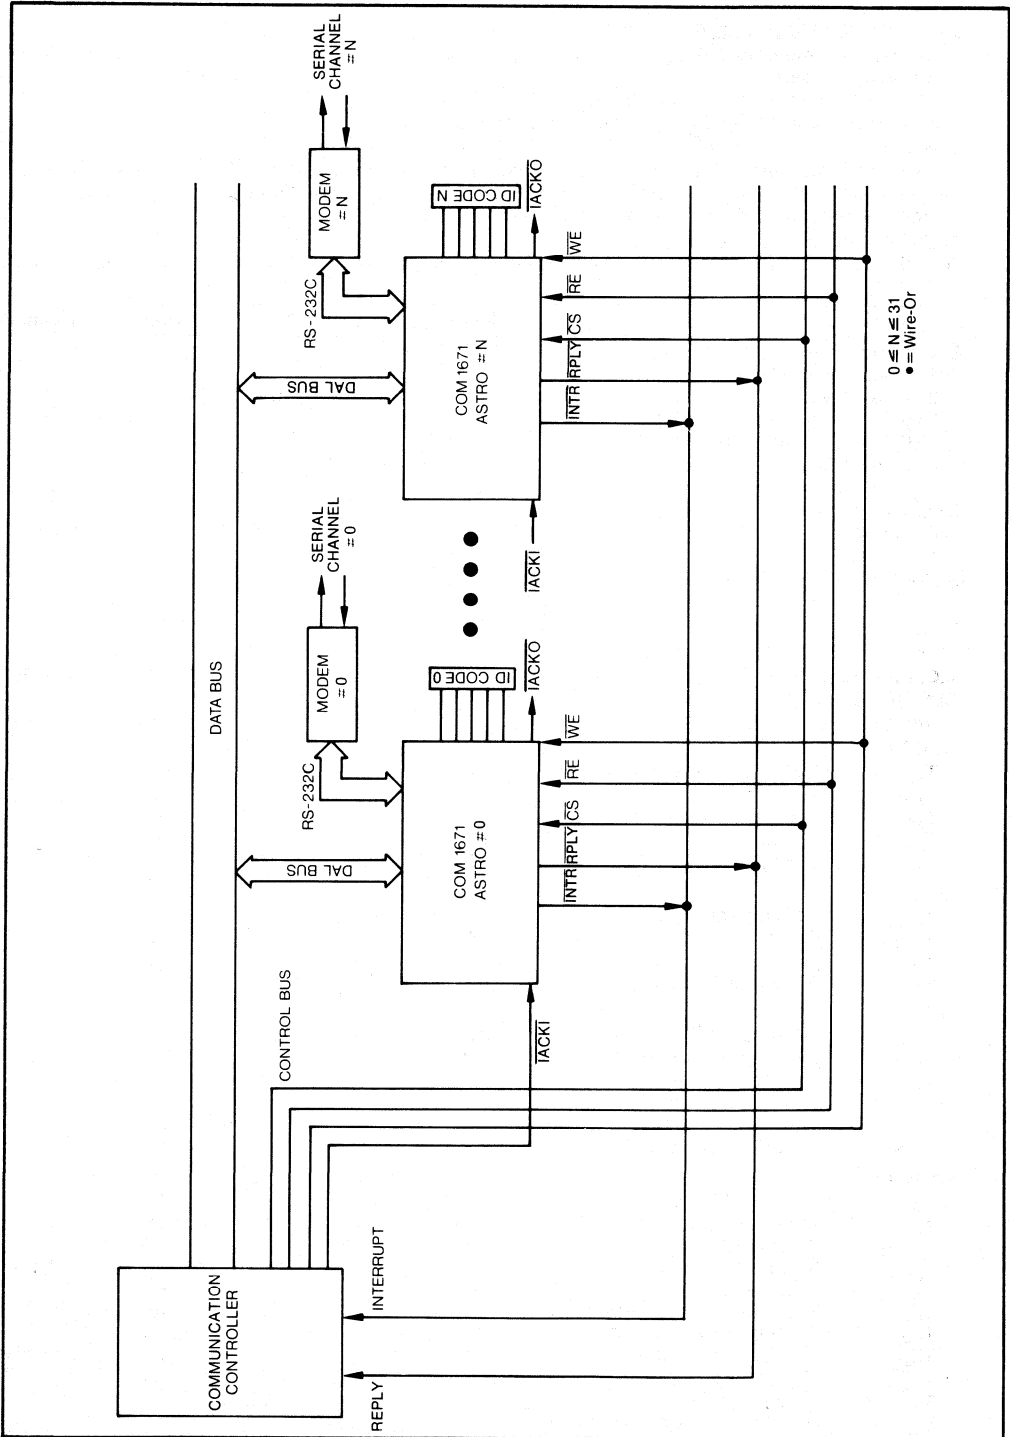 COMMUNICATION
CONTROLLER
REPLY
INTERRUPT
CONTROL BUS
DATA BUS
IACKI
DAL BUS
RS-232C
COM 1671
ASTRO #0
MODEM
#0
SERIAL
CHANNEL
#0
ID CODE 0
IACKO
INTR
RPLY
CS
RE
WE
IACKI
DAL BUS
RS-232C
COM 1671
ASTRO #N
MODEM
#N
SERIAL
CHANNEL
#N
ID CODE N
IACKO
INTR
RPLY
CS
RE
WE
0 ≤ N ≤ 31
● = Wire-Or